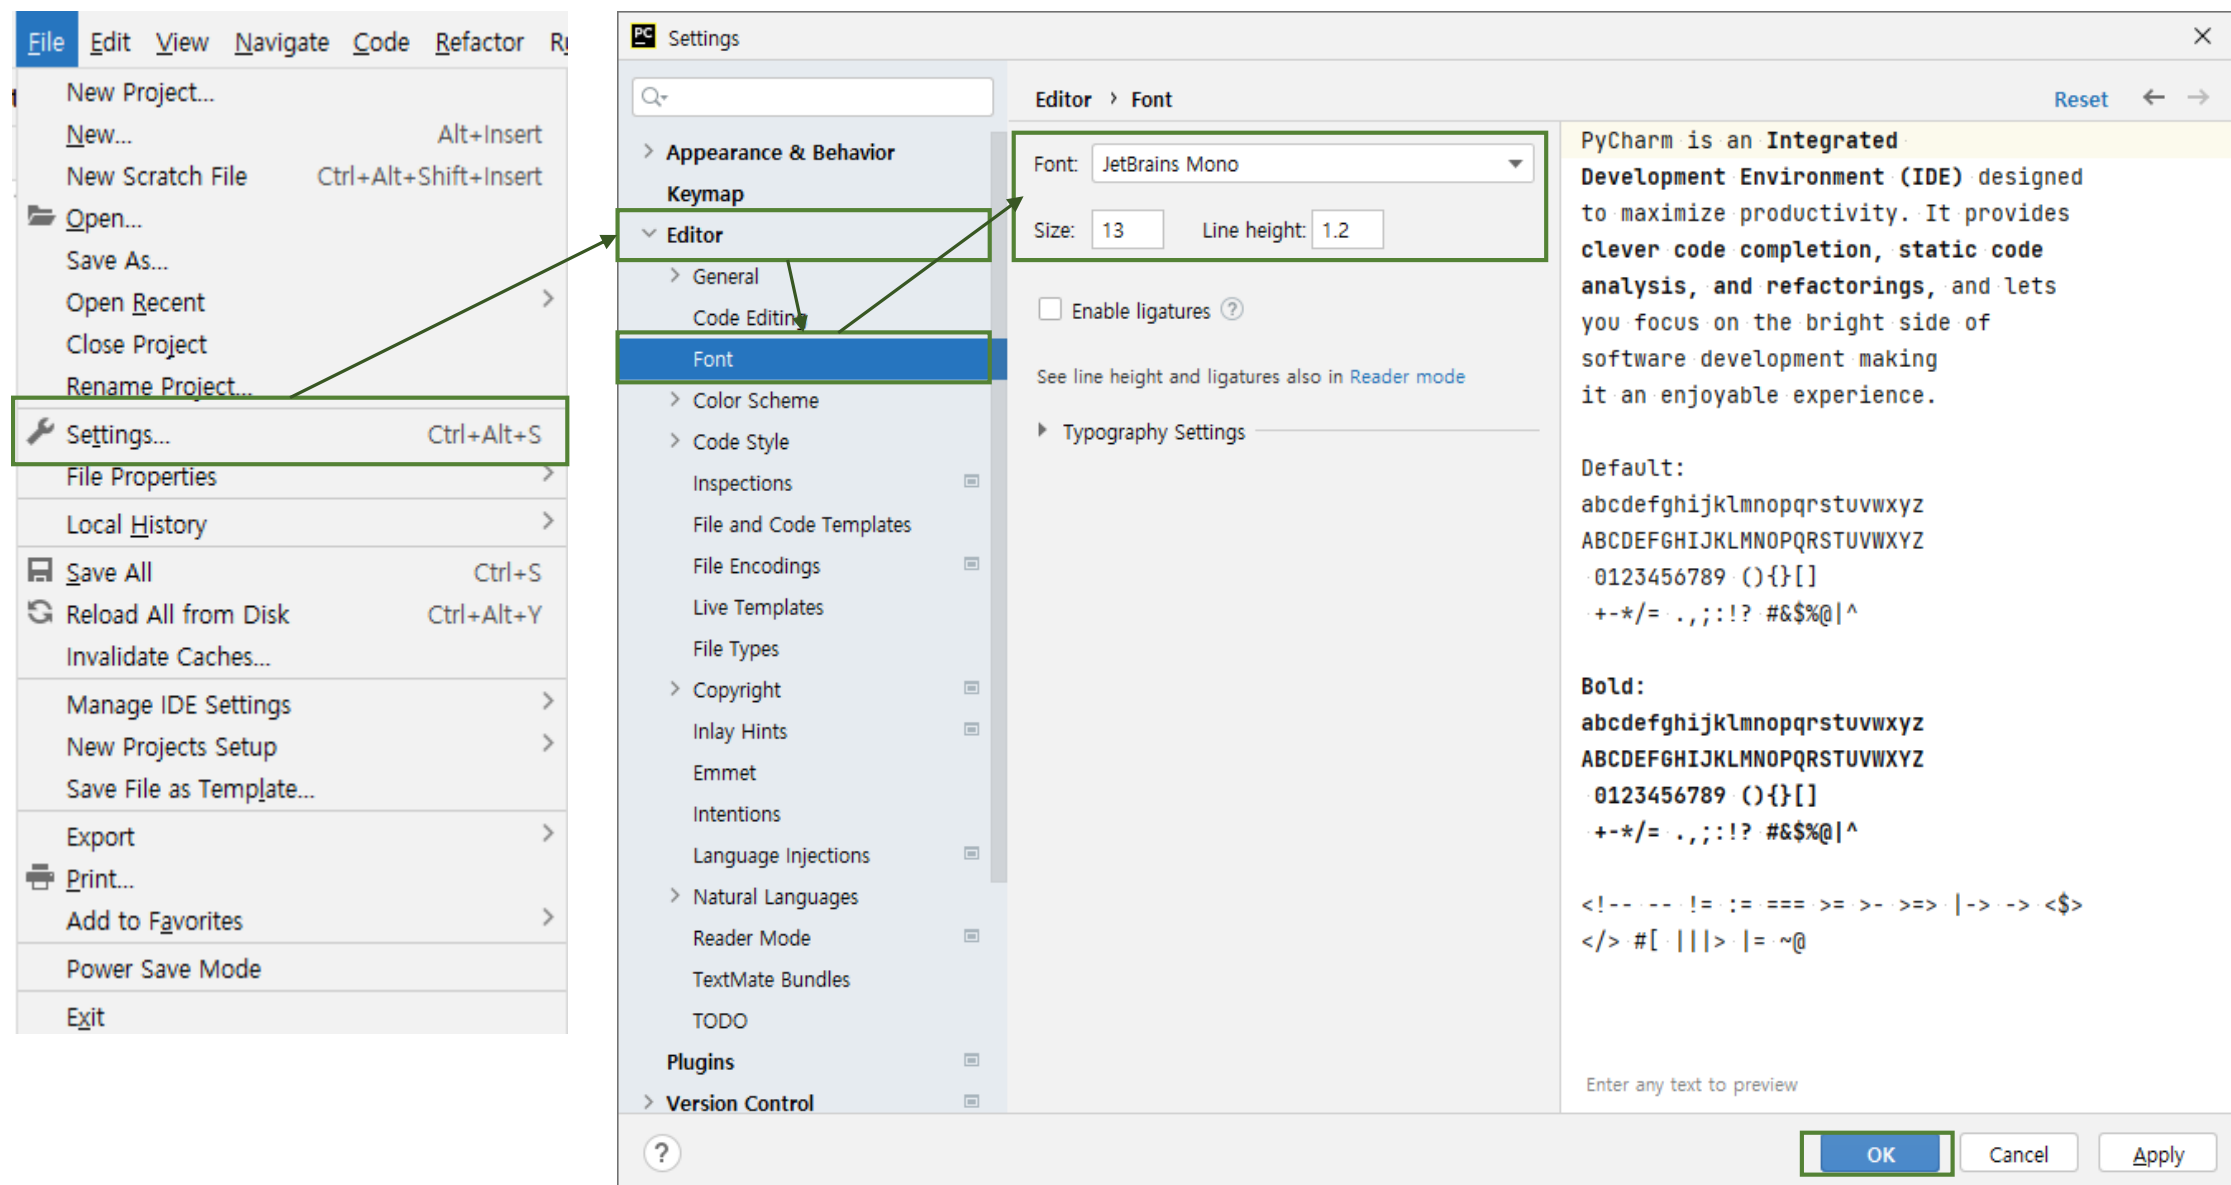 File Edit View Navigate Code Refactor
New Project...
New... Alt+Insert
New Scratch File Ctrl+Alt+Shift+Insert
Open...
Save As...
Open Recent
Close Project
Rename Project...
Settings... Ctrl+Alt+S
File Properties
Local History
Save All Ctrl+S
Reload All from Disk Ctrl+Alt+Y
Invalidate Caches...
Manage IDE Settings
New Projects Setup
Save File as Template...
Export
Print...
Add to Favorites
Power Save Mode
Exit
PC Settings
Appearance & Behavior
Keymap
Editor
General
Code Editing
Font
Color Scheme
Code Style
Inspections
File and Code Templates
File Encodings
Live Templates
File Types
Copyright
Inlay Hints
Emmet
Intentions
Language Injections
Natural Languages
Reader Mode
TextMate Bundles
TODO
Plugins
Version Control
Editor › Font Reset
Font: JetBrains Mono
Size: 13 Line height: 1.2
Enable ligatures ?
See line height and ligatures also in Reader mode
Typography Settings
PyCharm is an Integrated
Development Environment (IDE) designed
to maximize productivity. It provides
clever code completion, static code
analysis, and refactorings, and lets
you focus on the bright side of
software development making
it an enjoyable experience.
Default:
abcdefghijklmnopqrstuvwxyz
ABCDEFGHIJKLMNOPQRSTUVWXYZ
0123456789 (){}[]
+-*/= .,;:!? #&$%@|^
Bold:
abcdefghijklmnopqrstuvwxyz
ABCDEFGHIJKLMNOPQRSTUVWXYZ
0123456789 (){}[]
+-*/= .,;:!? #&$%@|^
<!-- -- != := === >= >- >=> |-> -> <$>
</> #[ |||> |= ~@
Enter any text to preview
? OK Cancel Apply